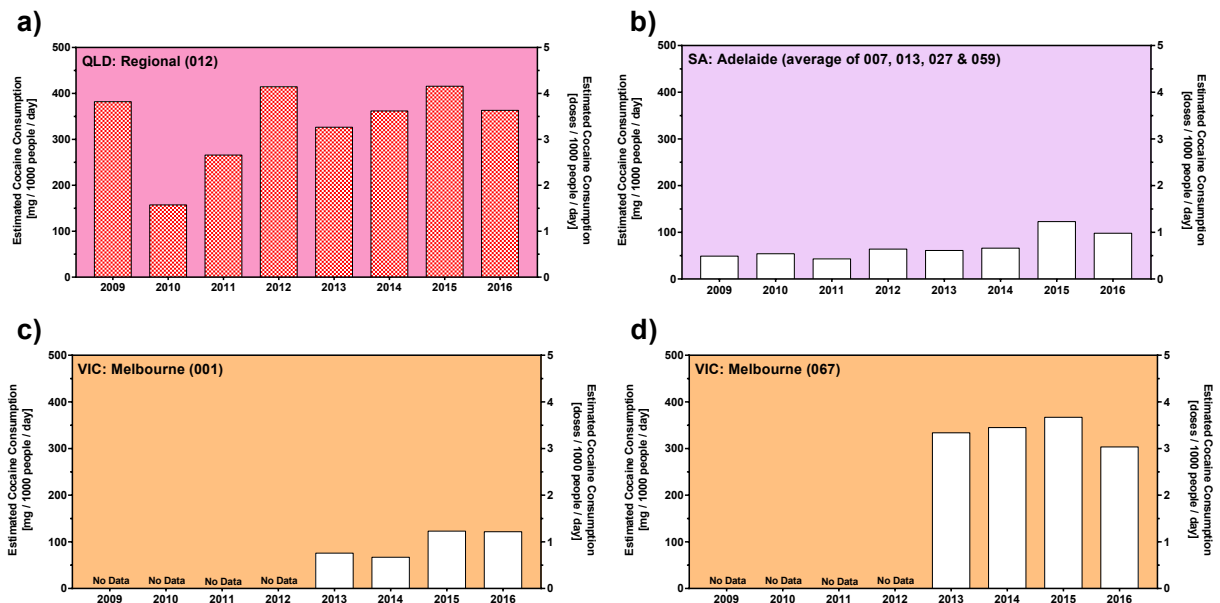 a)
QLD: Regional (012)
Estimated Cocaine Consumption
[mg / 1000 people / day]
500
400
300
200
100
0
2009 2010 2011 2012 2013 2014 2015 2016
5
4
3
2
1
0
Estimated Cocaine Consumption
[doses / 1000 people / day]
b)
SA: Adelaide (average of 007, 013, 027 & 059)
Estimated Cocaine Consumption
[mg / 1000 people / day]
500
400
300
200
100
0
2009 2010 2011 2012 2013 2014 2015 2016
5
4
3
2
1
0
Estimated Cocaine Consumption
[doses / 1000 people / day]
c)
VIC: Melbourne (001)
Estimated Cocaine Consumption
[mg / 1000 people / day]
500
400
300
200
100
0
No Data No Data No Data No Data
2009 2010 2011 2012 2013 2014 2015 2016
5
4
3
2
1
0
Estimated Cocaine Consumption
[doses / 1000 people / day]
d)
VIC: Melbourne (067)
Estimated Cocaine Consumption
[mg / 1000 people / day]
500
400
300
200
100
0
No Data No Data No Data No Data
2009 2010 2011 2012 2013 2014 2015 2016
5
4
3
2
1
0
Estimated Cocaine Consumption
[doses / 1000 people / day]